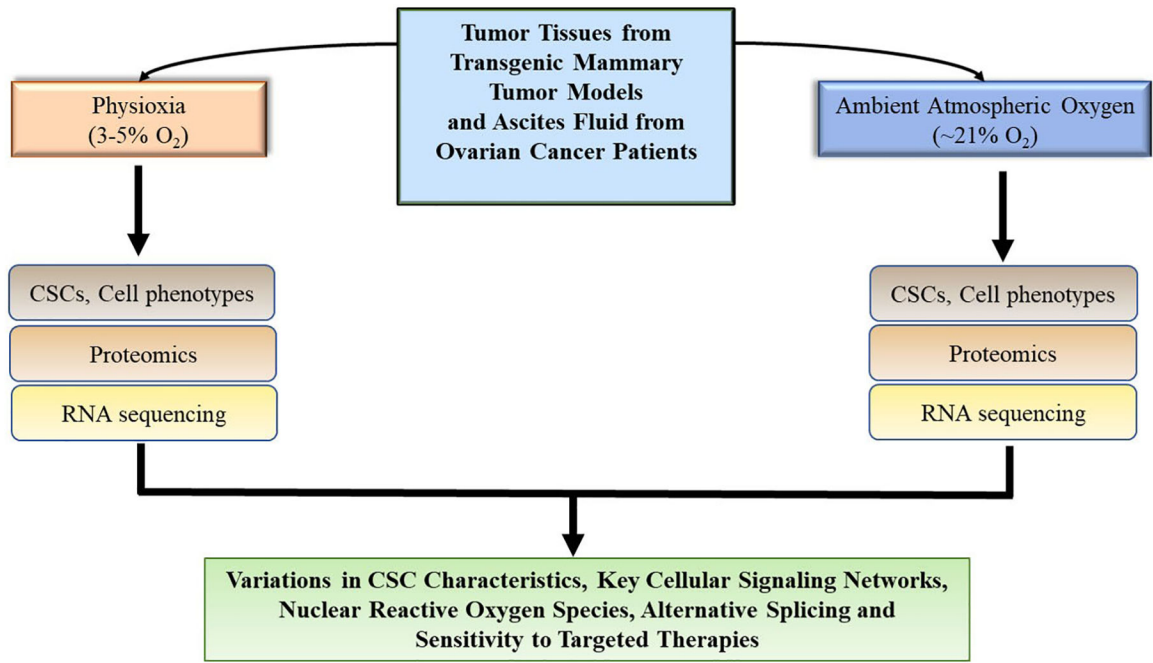 Tumor Tissues from
Transgenic Mammary
Tumor Models
and Ascites Fluid from
Ovarian Cancer Patients
Physioxia
(3-5% O₂)
Ambient Atmospheric Oxygen
(~21% O₂)
CSCs, Cell phenotypes
Proteomics
RNA sequencing
CSCs, Cell phenotypes
Proteomics
RNA sequencing
Variations in CSC Characteristics, Key Cellular Signaling Networks,
Nuclear Reactive Oxygen Species, Alternative Splicing and
Sensitivity to Targeted Therapies